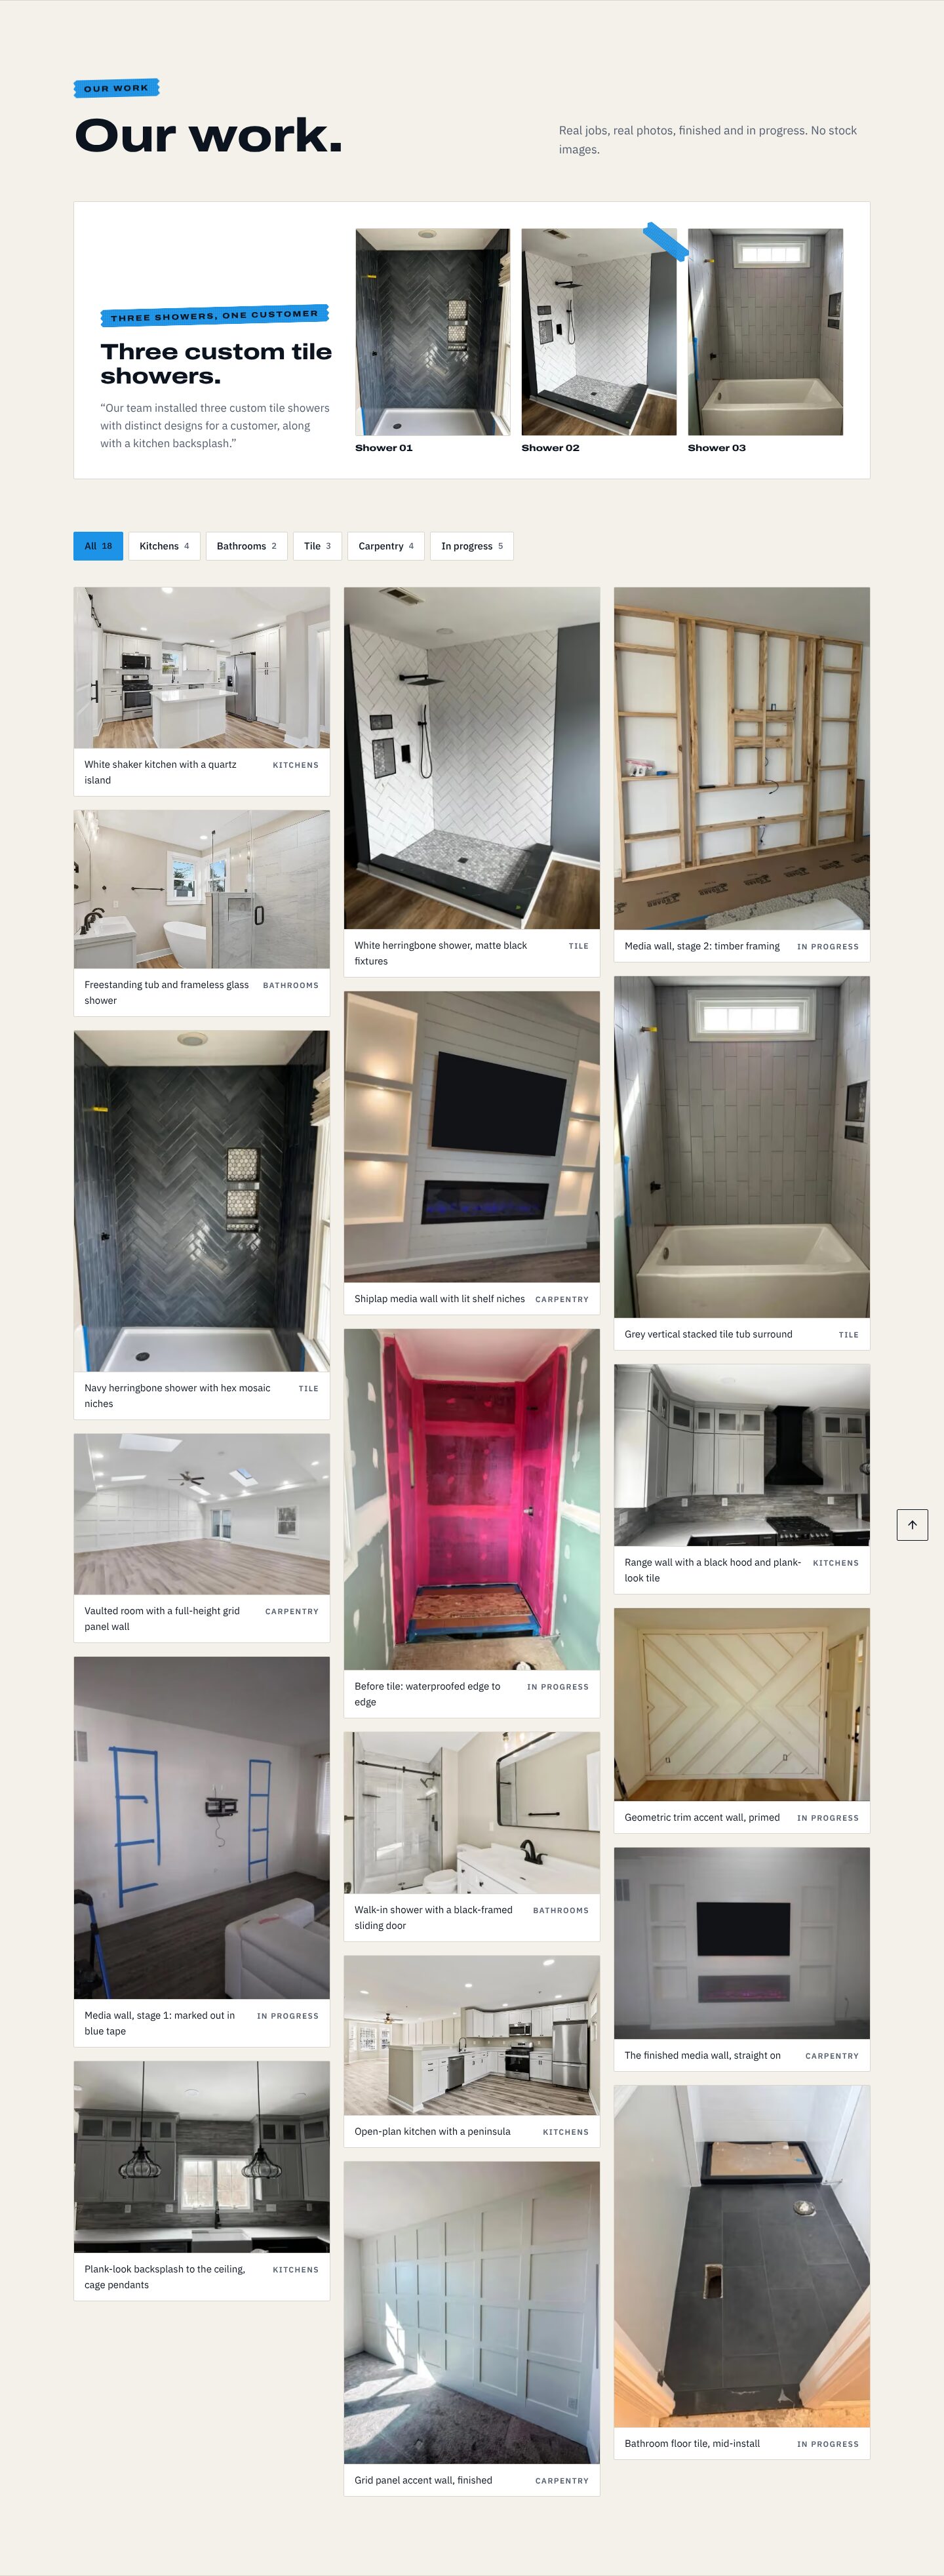 OUR WORK
Our work.
Real jobs, real photos, finished and in progress. No stock
images.
THREE SHOWERS, ONE CUSTOMER
Three custom tile
showers.
“Our team installed three custom tile showers
with distinct designs for a customer, along
with a kitchen backsplash.”
Shower 01
Shower 02
Shower 03
All 18
Kitchens 4
Bathrooms 2
Tile 3
Carpentry 4
In progress 5
White shaker kitchen with a quartz
island
KITCHENS
Freestanding tub and frameless glass
shower
BATHROOMS
Navy herringbone shower with hex mosaic
niches
TILE
Vaulted room with a full-height grid
panel wall
CARPENTRY
Media wall, stage 1: marked out in
blue tape
IN PROGRESS
Plank-look backsplash to the ceiling,
cage pendants
KITCHENS
White herringbone shower, matte black
fixtures
TILE
Shiplap media wall with lit shelf niches
CARPENTRY
Before tile: waterproofed edge to
edge
IN PROGRESS
Walk-in shower with a black-framed
sliding door
BATHROOMS
Open-plan kitchen with a peninsula
KITCHENS
Grid panel accent wall, finished
CARPENTRY
Media wall, stage 2: timber framing
IN PROGRESS
Grey vertical stacked tile tub surround
TILE
Range wall with a black hood and plank-
look tile
KITCHENS
Geometric trim accent wall, primed
IN PROGRESS
The finished media wall, straight on
CARPENTRY
Bathroom floor tile, mid-install
IN PROGRESS